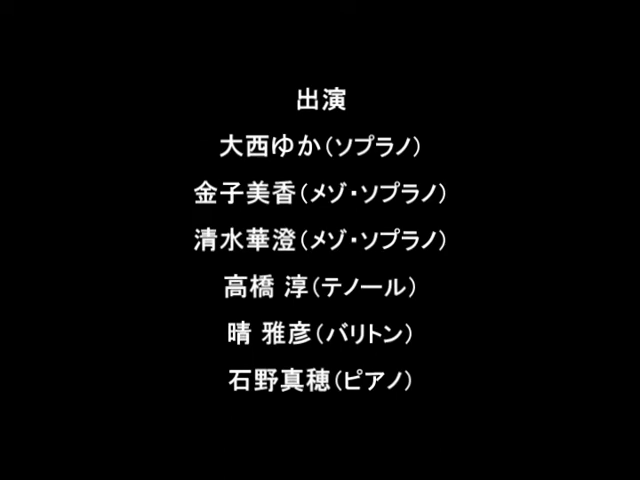 出演
大西ゆか(ソプラノ)
金子美香(メゾ・ソプラノ)
清水華澄(メゾ・ソプラノ)
高橋 淳(テノール)
晴 雅彦(バリトン)
石野真穂(ピアノ)